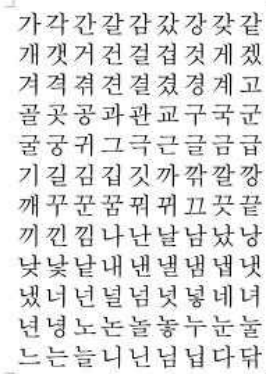 가각간갈감갔강갖같
개갯거건걸겁것게겠
겨격겪견결겼경계고
골곳공과관교구국군
굴궁귀그극근글금급
기길김깁깃까깎깔깡
깨꾸꾼꿈꿔뀌끄끗끝
끼낀낌나난날남났낭
낮낯낱내낸낼냄냅냇
냈너넌널넘넛넣네녀
년녕노논놀놓누눈눌
느는늘니닌님닙다닦